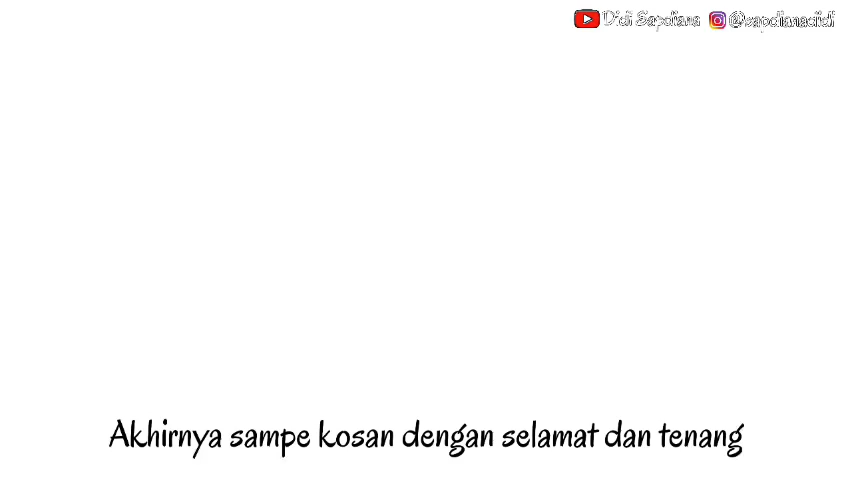 Didi Sapdiana @sapdianadidi
Akhirnya sampe kosan dengan selamat dan tenang